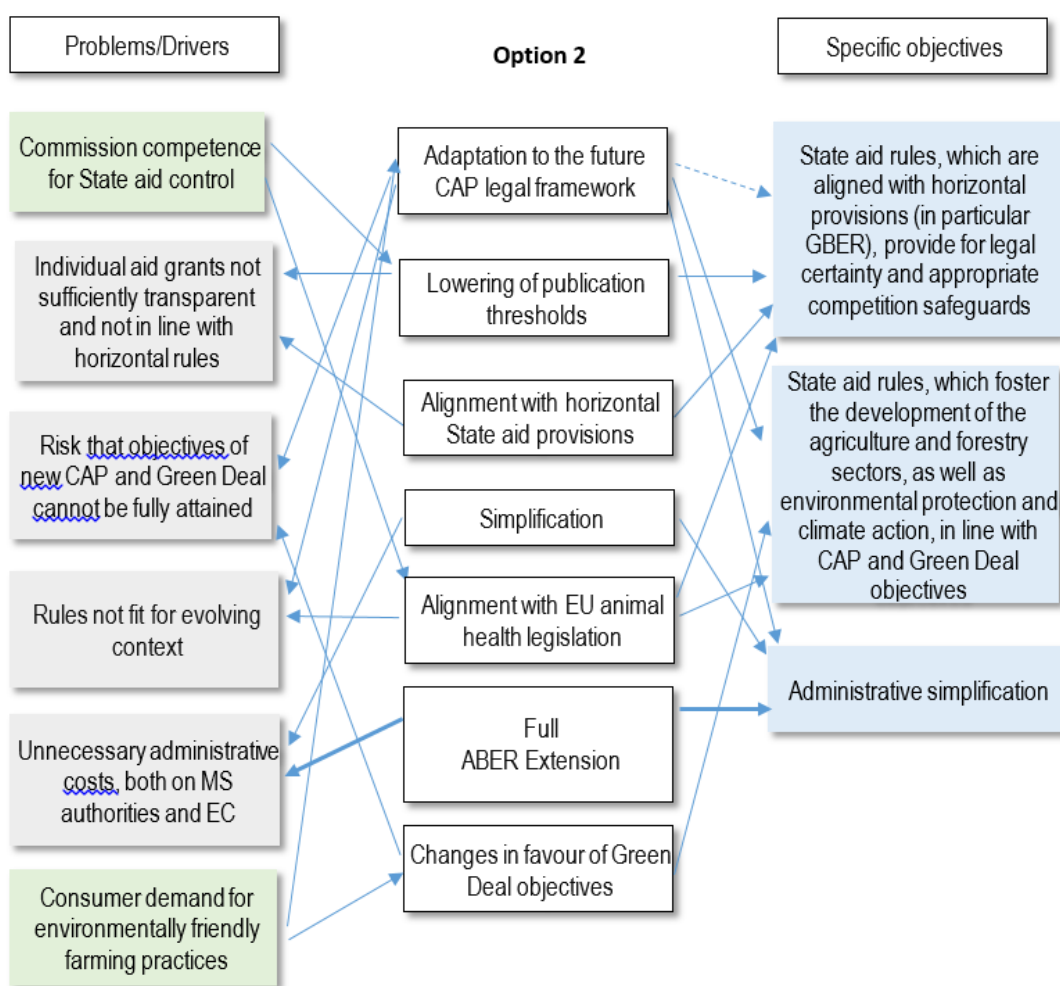 Problems/Drivers
Option 2
Specific objectives
Commission competence
for State aid control
Individual aid grants not
sufficiently transparent
and not in line with
horizontal rules
Risk that objectives of
new CAP and Green Deal
cannot be fully attained
Rules not fit for evolving
context
Unnecessary administrative
costs, both on MS
authorities and EC
Consumer demand for
environmentally friendly
farming practices
Adaptation to the future
CAP legal framework
Lowering of publication
thresholds
Alignment with horizontal
State aid provisions
Simplification
Alignment with EU animal
health legislation
Full
ABER Extension
Changes in favour of Green
Deal objectives
State aid rules, which are
aligned with horizontal
provisions (in particular
GBER), provide for legal
certainty and appropriate
competition safeguards
State aid rules, which foster
the development of the
agriculture and forestry
sectors, as well as
environmental protection and
climate action, in line with
CAP and Green Deal
objectives
Administrative simplification